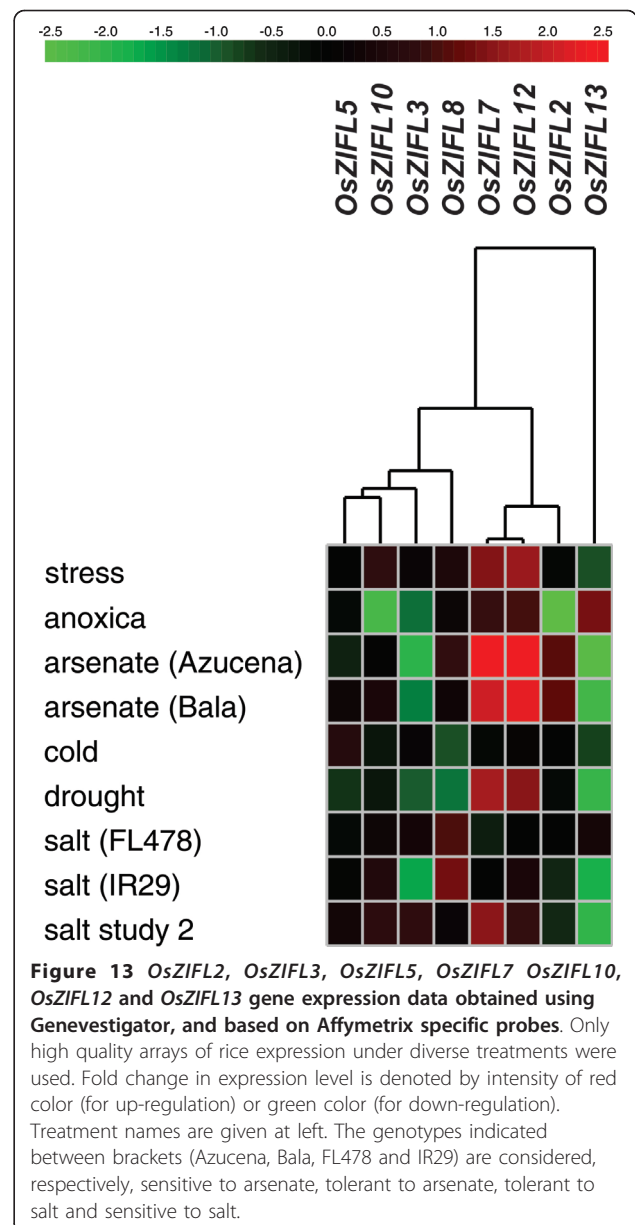 -2.5 -2.0 -1.5 -1.0 -0.5 0.0 0.5 1.0 1.5 2.0 2.5
OsZIFL5 OsZIFL10 OsZIFL3 OsZIFL8 OsZIFL7 OsZIFL12 OsZIFL2 OsZIFL13
stress
anoxica
arsenate (Azucena)
arsenate (Bala)
cold
drought
salt (FL478)
salt (IR29)
salt study 2
Figure 13 OsZIFL2, OsZIFL3, OsZIFL5, OsZIFL7 OsZIFL10,
OsZIFL12 and OsZIFL13 gene expression data obtained using
Genevestigator, and based on Affymetrix specific probes. Only
high quality arrays of rice expression under diverse treatments were
used. Fold change in expression level is denoted by intensity of red
color (for up-regulation) or green color (for down-regulation).
Treatment names are given at left. The genotypes indicated
between brackets (Azucena, Bala, FL478 and IR29) are considered,
respectively, sensitive to arsenate, tolerant to arsenate, tolerant to
salt and sensitive to salt.